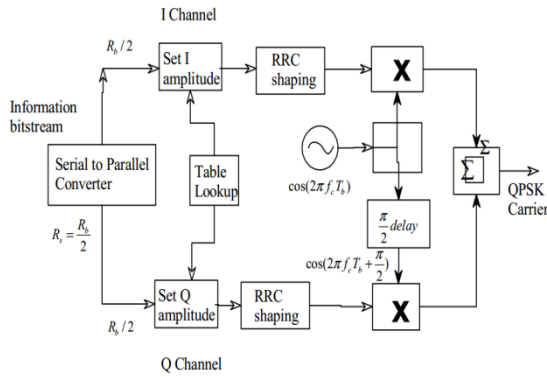 I Channel
R_b / 2
Set I
amplitude
RRC
shaping
X
Information
bitstream
Serial to Parallel
Converter
Table
Lookup
cos(2π f_c T_b)
Σ
Σ
QPSK
Carrier
R_s = R_b / 2
π/2 delay
cos(2π f_c T_b + π/2)
R_b / 2
Set Q
amplitude
RRC
shaping
X
Q Channel